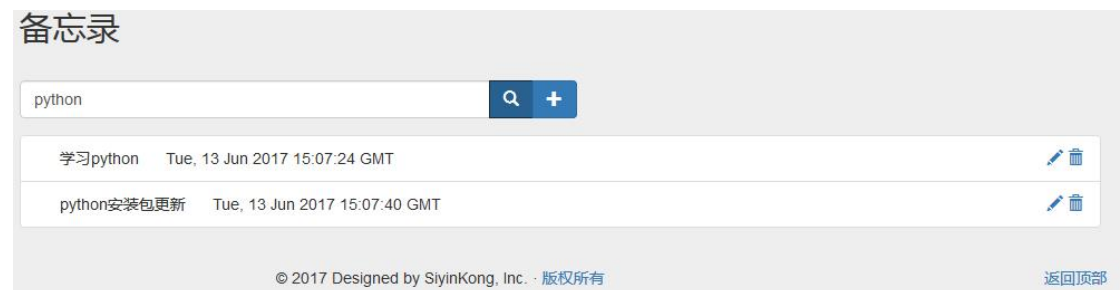 备忘录
python
学习python Tue, 13 Jun 2017 15:07:24 GMT
python安装包更新 Tue, 13 Jun 2017 15:07:40 GMT
© 2017 Designed by SiyinKong, Inc. · 版权所有 返回顶部